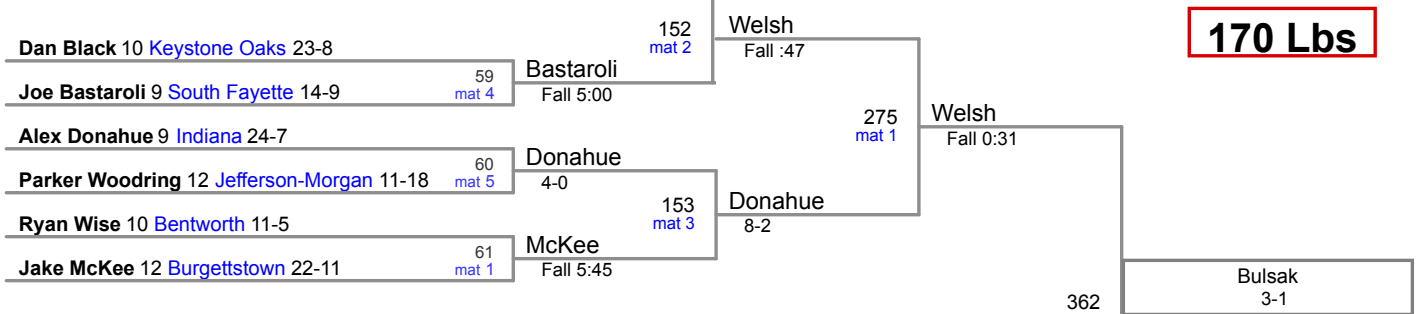 170 Lbs
Dan Black 10 Keystone Oaks 23-8
59
mat 4
Joe Bastaroli 9 South Fayette 14-9
Alex Donahue 9 Indiana 24-7
60
mat 5
Parker Woodring 12 Jefferson-Morgan 11-18
Ryan Wise 10 Bentworth 11-5
61
mat 1
Jake McKee 12 Burgettstown 22-11
Bastaroli
Fall 5:00
Donahue
4-0
McKee
Fall 5:45
152
mat 2
153
mat 3
Welsh
Fall :47
Donahue
8-2
275
mat 1
Welsh
Fall 0:31
362
Bulsak
3-1